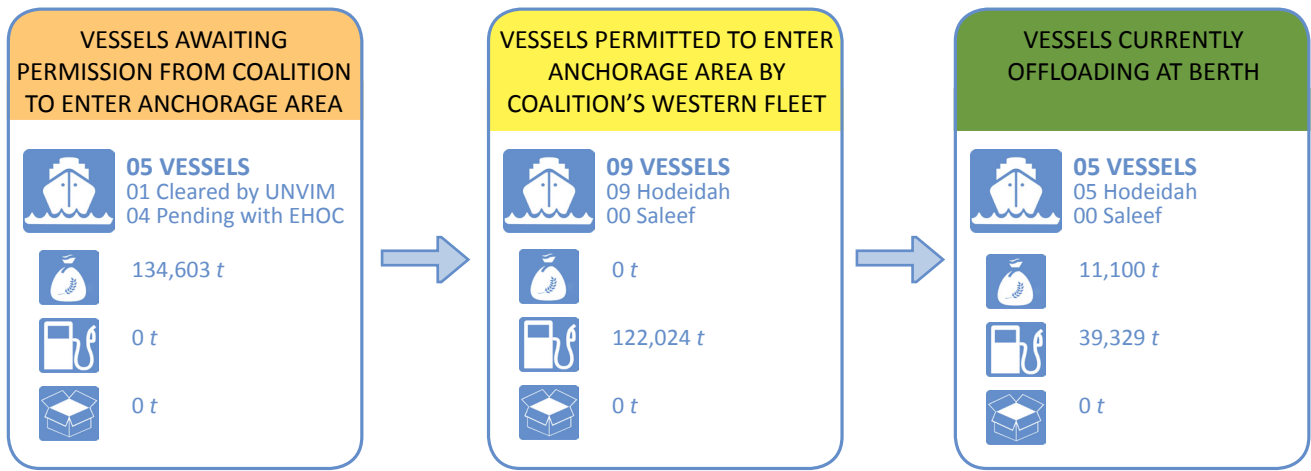 VESSELS AWAITING
PERMISSION FROM COALITION
TO ENTER ANCHORAGE AREA
05 VESSELS
01 Cleared by UNVIM
04 Pending with EHOC
134,603 t
0 t
0 t
VESSELS PERMITTED TO ENTER
ANCHORAGE AREA BY
COALITION’S WESTERN FLEET
09 VESSELS
09 Hodeidah
00 Saleef
0 t
122,024 t
0 t
VESSELS CURRENTLY
OFFLOADING AT BERTH
05 VESSELS
05 Hodeidah
00 Saleef
11,100 t
39,329 t
0 t